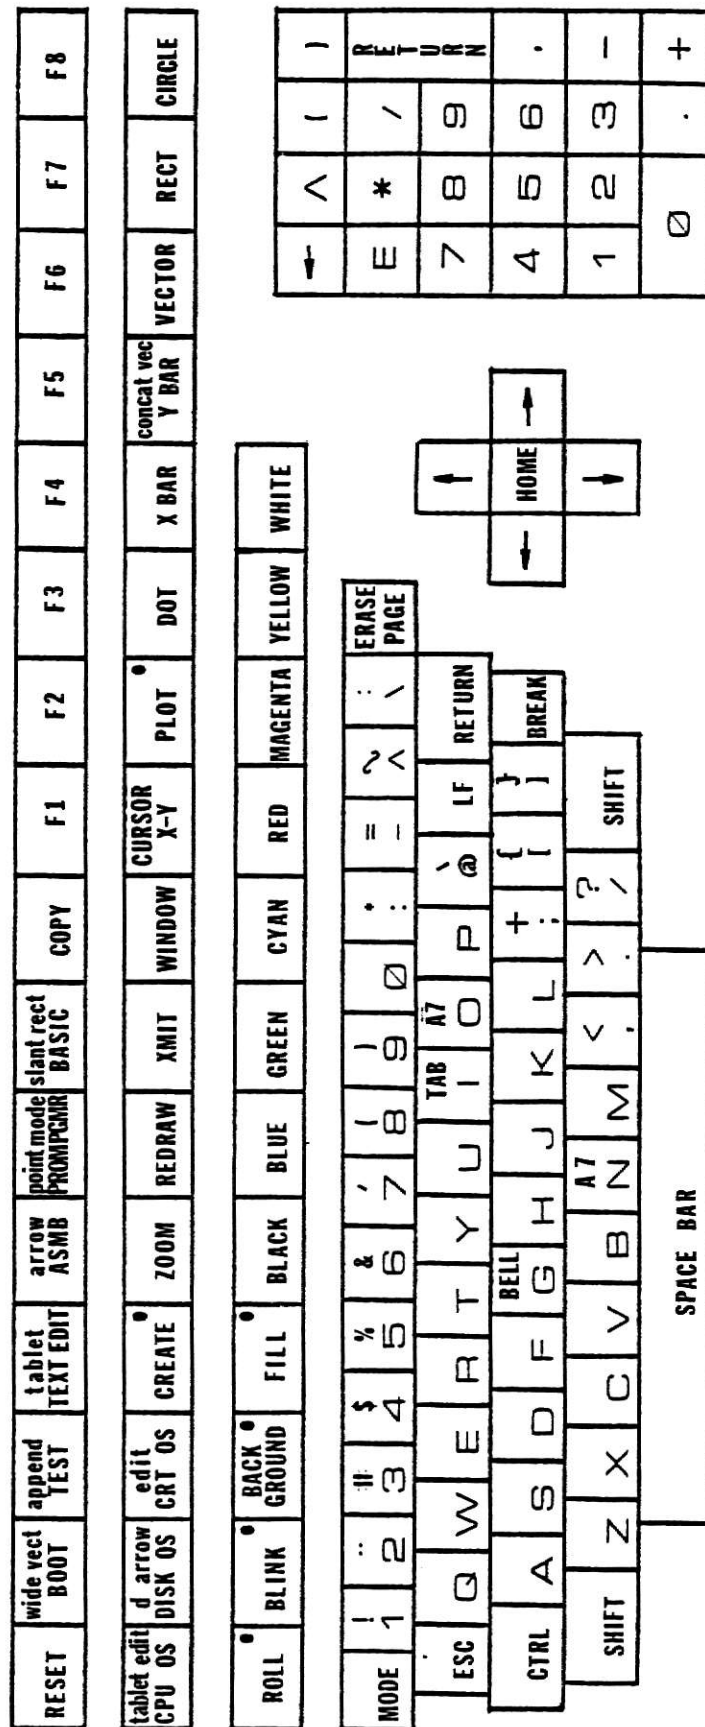 wide vect append tablet arrow point mode slant rect
RESET BOOT TEST TEXT EDIT ASMB PROMPGMR BASIC COPY F1 F2 F3 F4 F5 F6 F7 F8
tablet edit d arrow edit CURSOR concat vec
CPU OS DISK OS CRT OS CREATE ZOOM REDRAW XMIT WINDOW X-Y PLOT DOT X BAR Y BAR VECTOR RECT CIRCLE
BACK
ROLL BLINK GROUND FILL BLACK BLUE GREEN CYAN RED MAGENTA YELLOW WHITE
! " # $ % & ' ( ) * = ~ ¦ ERASE
MODE 1 2 3 4 5 6 7 8 9 0 : - ^ \ PAGE
TAB A7 `
ESC Q W E R T Y U I O P @ LF RETURN
BELL + { }
CTRL A S D F G H J K L ; [ ] BREAK
A7 < > ?
SHIFT Z X C V B N M , . / SHIFT
SPACE BAR
↑
← HOME →
↓
← ^ ( )
E * / RETURN
7 8 9
4 5 6 ,
1 2 3 -
0 . +